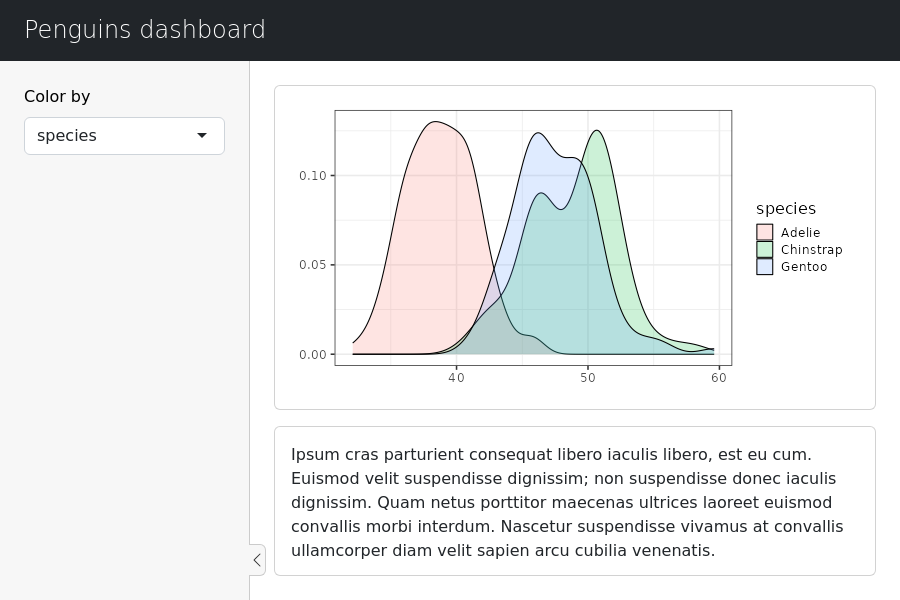 Penguins dashboard
Color by
species
0.10
0.05
0.00
40 50 60
species
Adelie
Chinstrap
Gentoo
Ipsum cras parturient consequat libero iaculis libero, est eu cum.
Euismod velit suspendisse dignissim; non suspendisse donec iaculis
dignissim. Quam netus porttitor maecenas ultrices laoreet euismod
convallis morbi interdum. Nascetur suspendisse vivamus at convallis
ullamcorper diam velit sapien arcu cubilia venenatis.